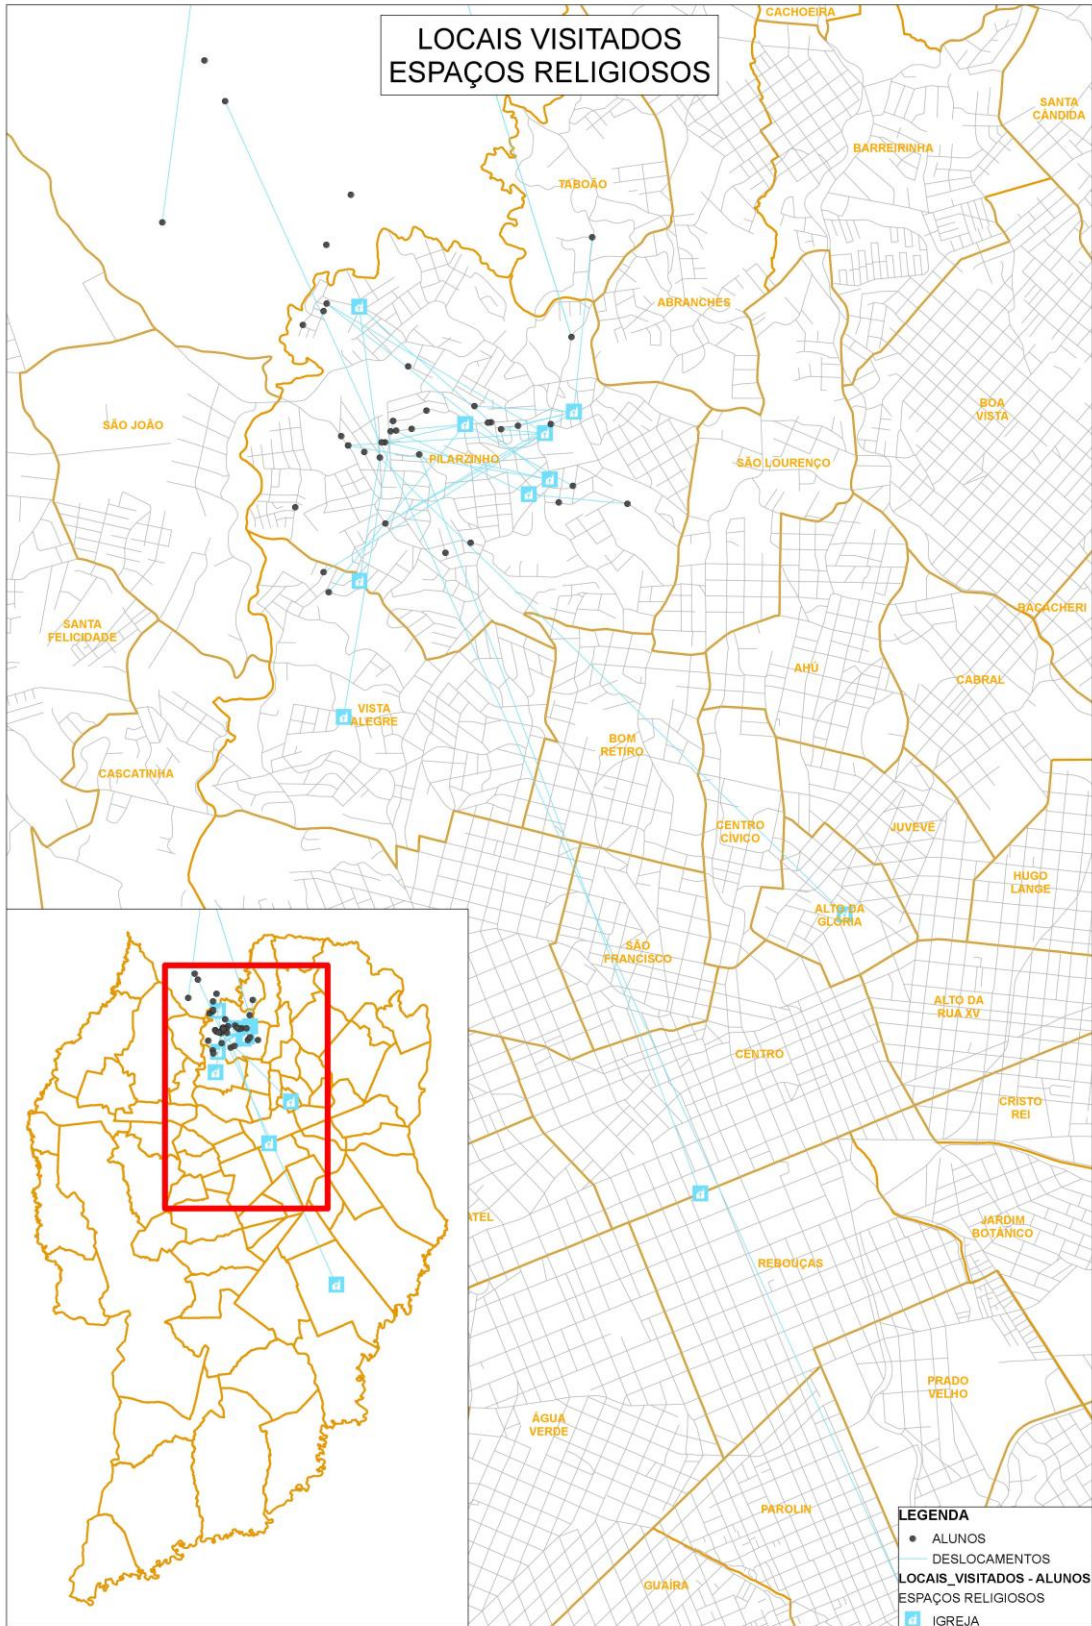 LOCAIS VISITADOS
ESPAÇOS RELIGIOSOS
CACHOEIRA
SANTA
CÂNDIDA
BARREIRINHA
TABOÃO
ABRANCHES
BOA
VISTA
SÃO JOÃO
PILARZINHO
SÃO LOURENÇO
BACACHERI
SANTA
FELICIDADE
AHÚ
CABRAL
VISTA
ALEGRE
BOM
RETIRO
CASCATINHA
CENTRO
CÍVICO
JUVEVÊ
HUGO
LANGE
ALTO DA
GLÓRIA
SÃO
FRANCISCO
ALTO DA
RUA XV
CENTRO
CRISTO
REI
ATEL
JARDIM
BOTÂNICO
REBOUÇAS
PRADO
VELHO
ÁGUA
VERDE
PAROLIN
GUAÍRA
LEGENDA
ALUNOS
DESLOCAMENTOS
LOCAIS_VISITADOS - ALUNOS
ESPAÇOS RELIGIOSOS
IGREJA